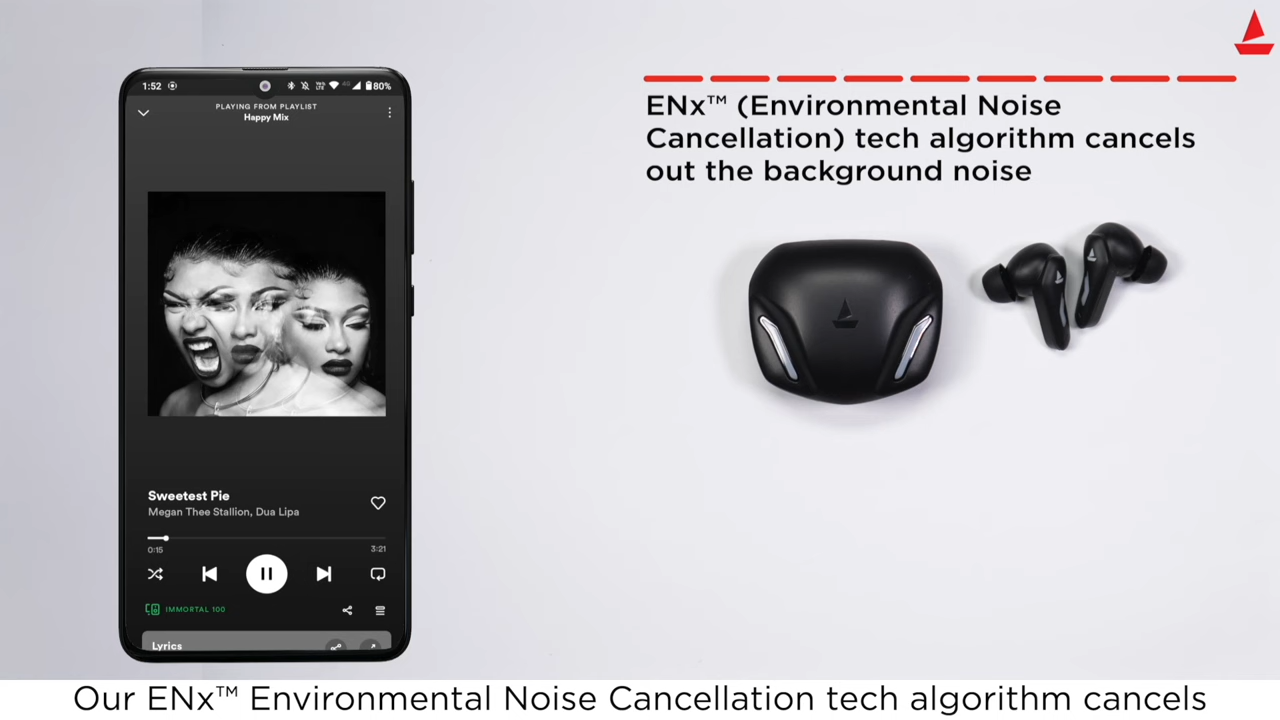 1:52
80%
PLAYING FROM PLAYLIST
Happy Mix
Sweetest Pie
Megan Thee Stallion, Dua Lipa
0:15
3:21
IMMORTAL 100
Lyrics
ENx™ (Environmental Noise
Cancellation) tech algorithm cancels
out the background noise
Our ENx™ Environmental Noise Cancellation tech algorithm cancels